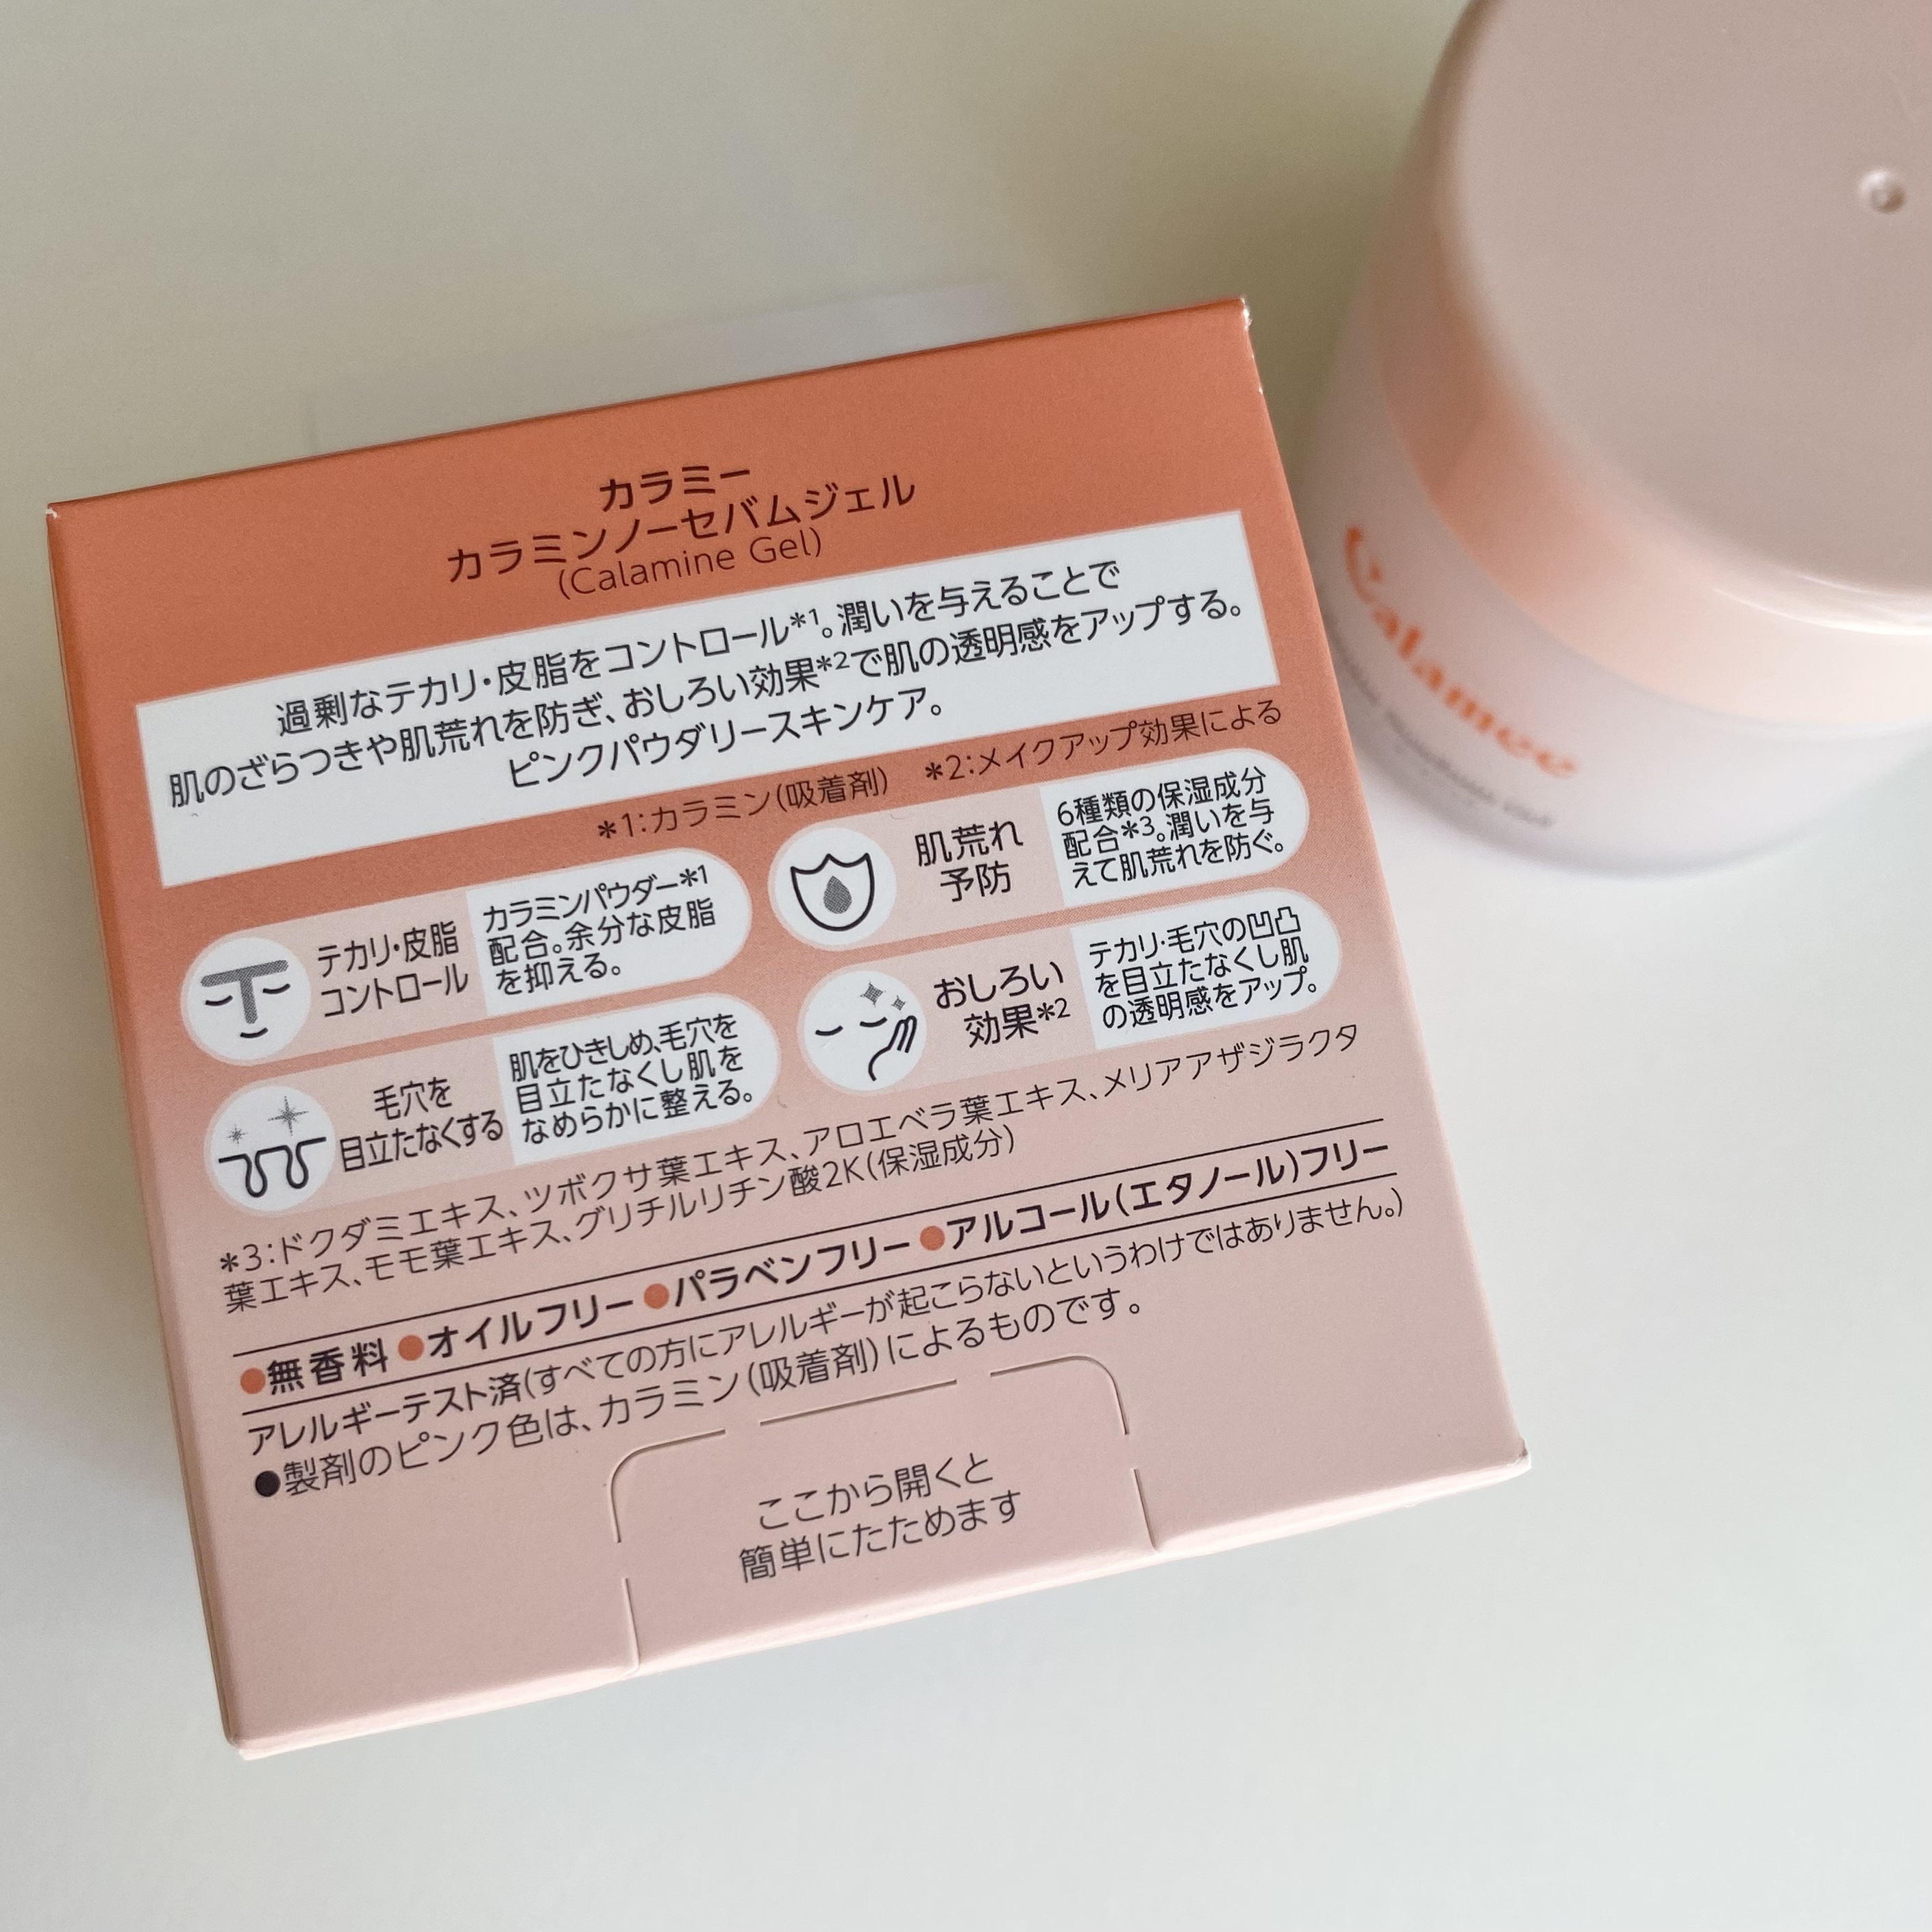 カラミー
カラミンノーセバムジェル
(Calamine Gel)
過剰なテカリ・皮脂をコントロール*1。潤いを与えることで
肌のざらつきや肌荒れを防ぎ、おしろい効果*2で肌の透明感をアップする。
ピンクパウダリースキンケア。
*1:カラミン(吸着剤) *2:メイクアップ効果による
テカリ・皮脂
コントロール
カラミンパウダー*1
配合。余分な皮脂
を抑える。
肌荒れ
予防
6種類の保湿成分
配合*3。潤いを与
えて肌荒れを防ぐ。
毛穴を
目立たなくする
肌をひきしめ、毛穴を
目立たなくし肌を
なめらかに整える。
おしろい
効果*2
テカリ・毛穴の凹凸
を目立たなくし肌
の透明感をアップ。
*3:ドクダミエキス、ツボクサ葉エキス、アロエベラ葉エキス、メリアアザジラクタ
葉エキス、モモ葉エキス、グリチルリチン酸2K(保湿成分)
●無香料 ●オイルフリー ●パラベンフリー ●アルコール(エタノール)フリー
アレルギーテスト済(すべての方にアレルギーが起こらないというわけではありません。)
●製剤のピンク色は、カラミン(吸着剤)によるものです。
ここから開くと
簡単にたためます
Calamee